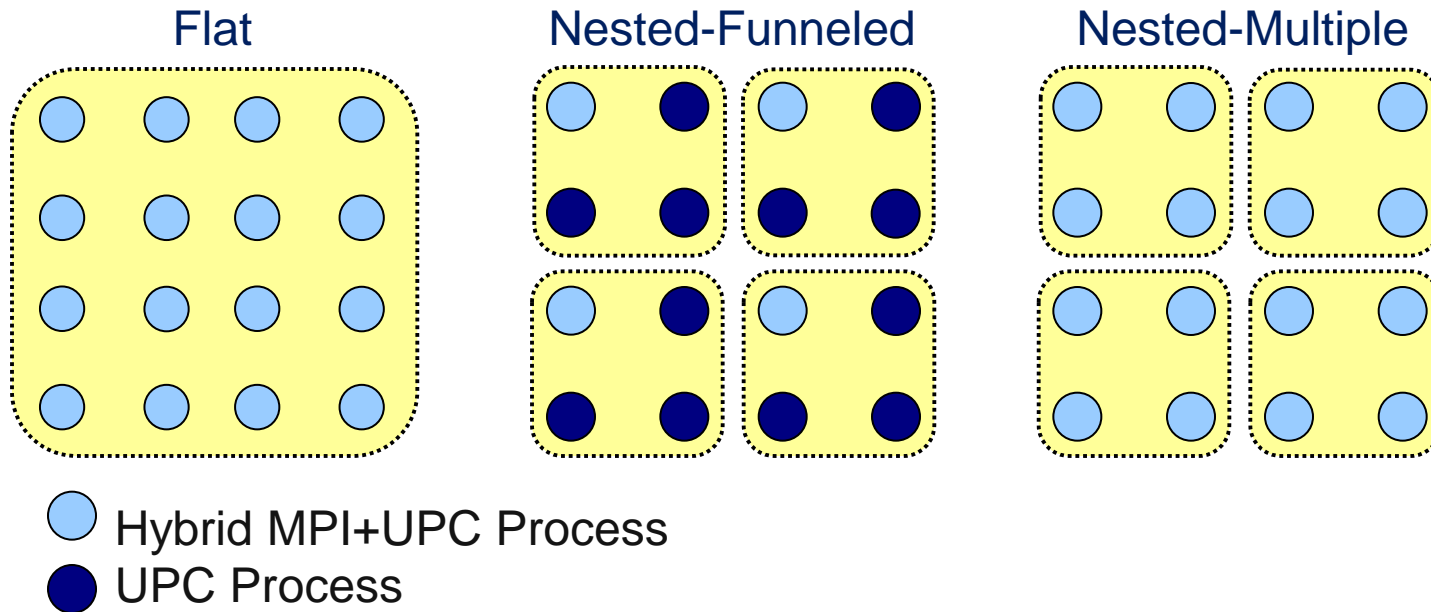 Flat
Nested-Funneled
Nested-Multiple
Hybrid MPI+UPC Process
UPC Process